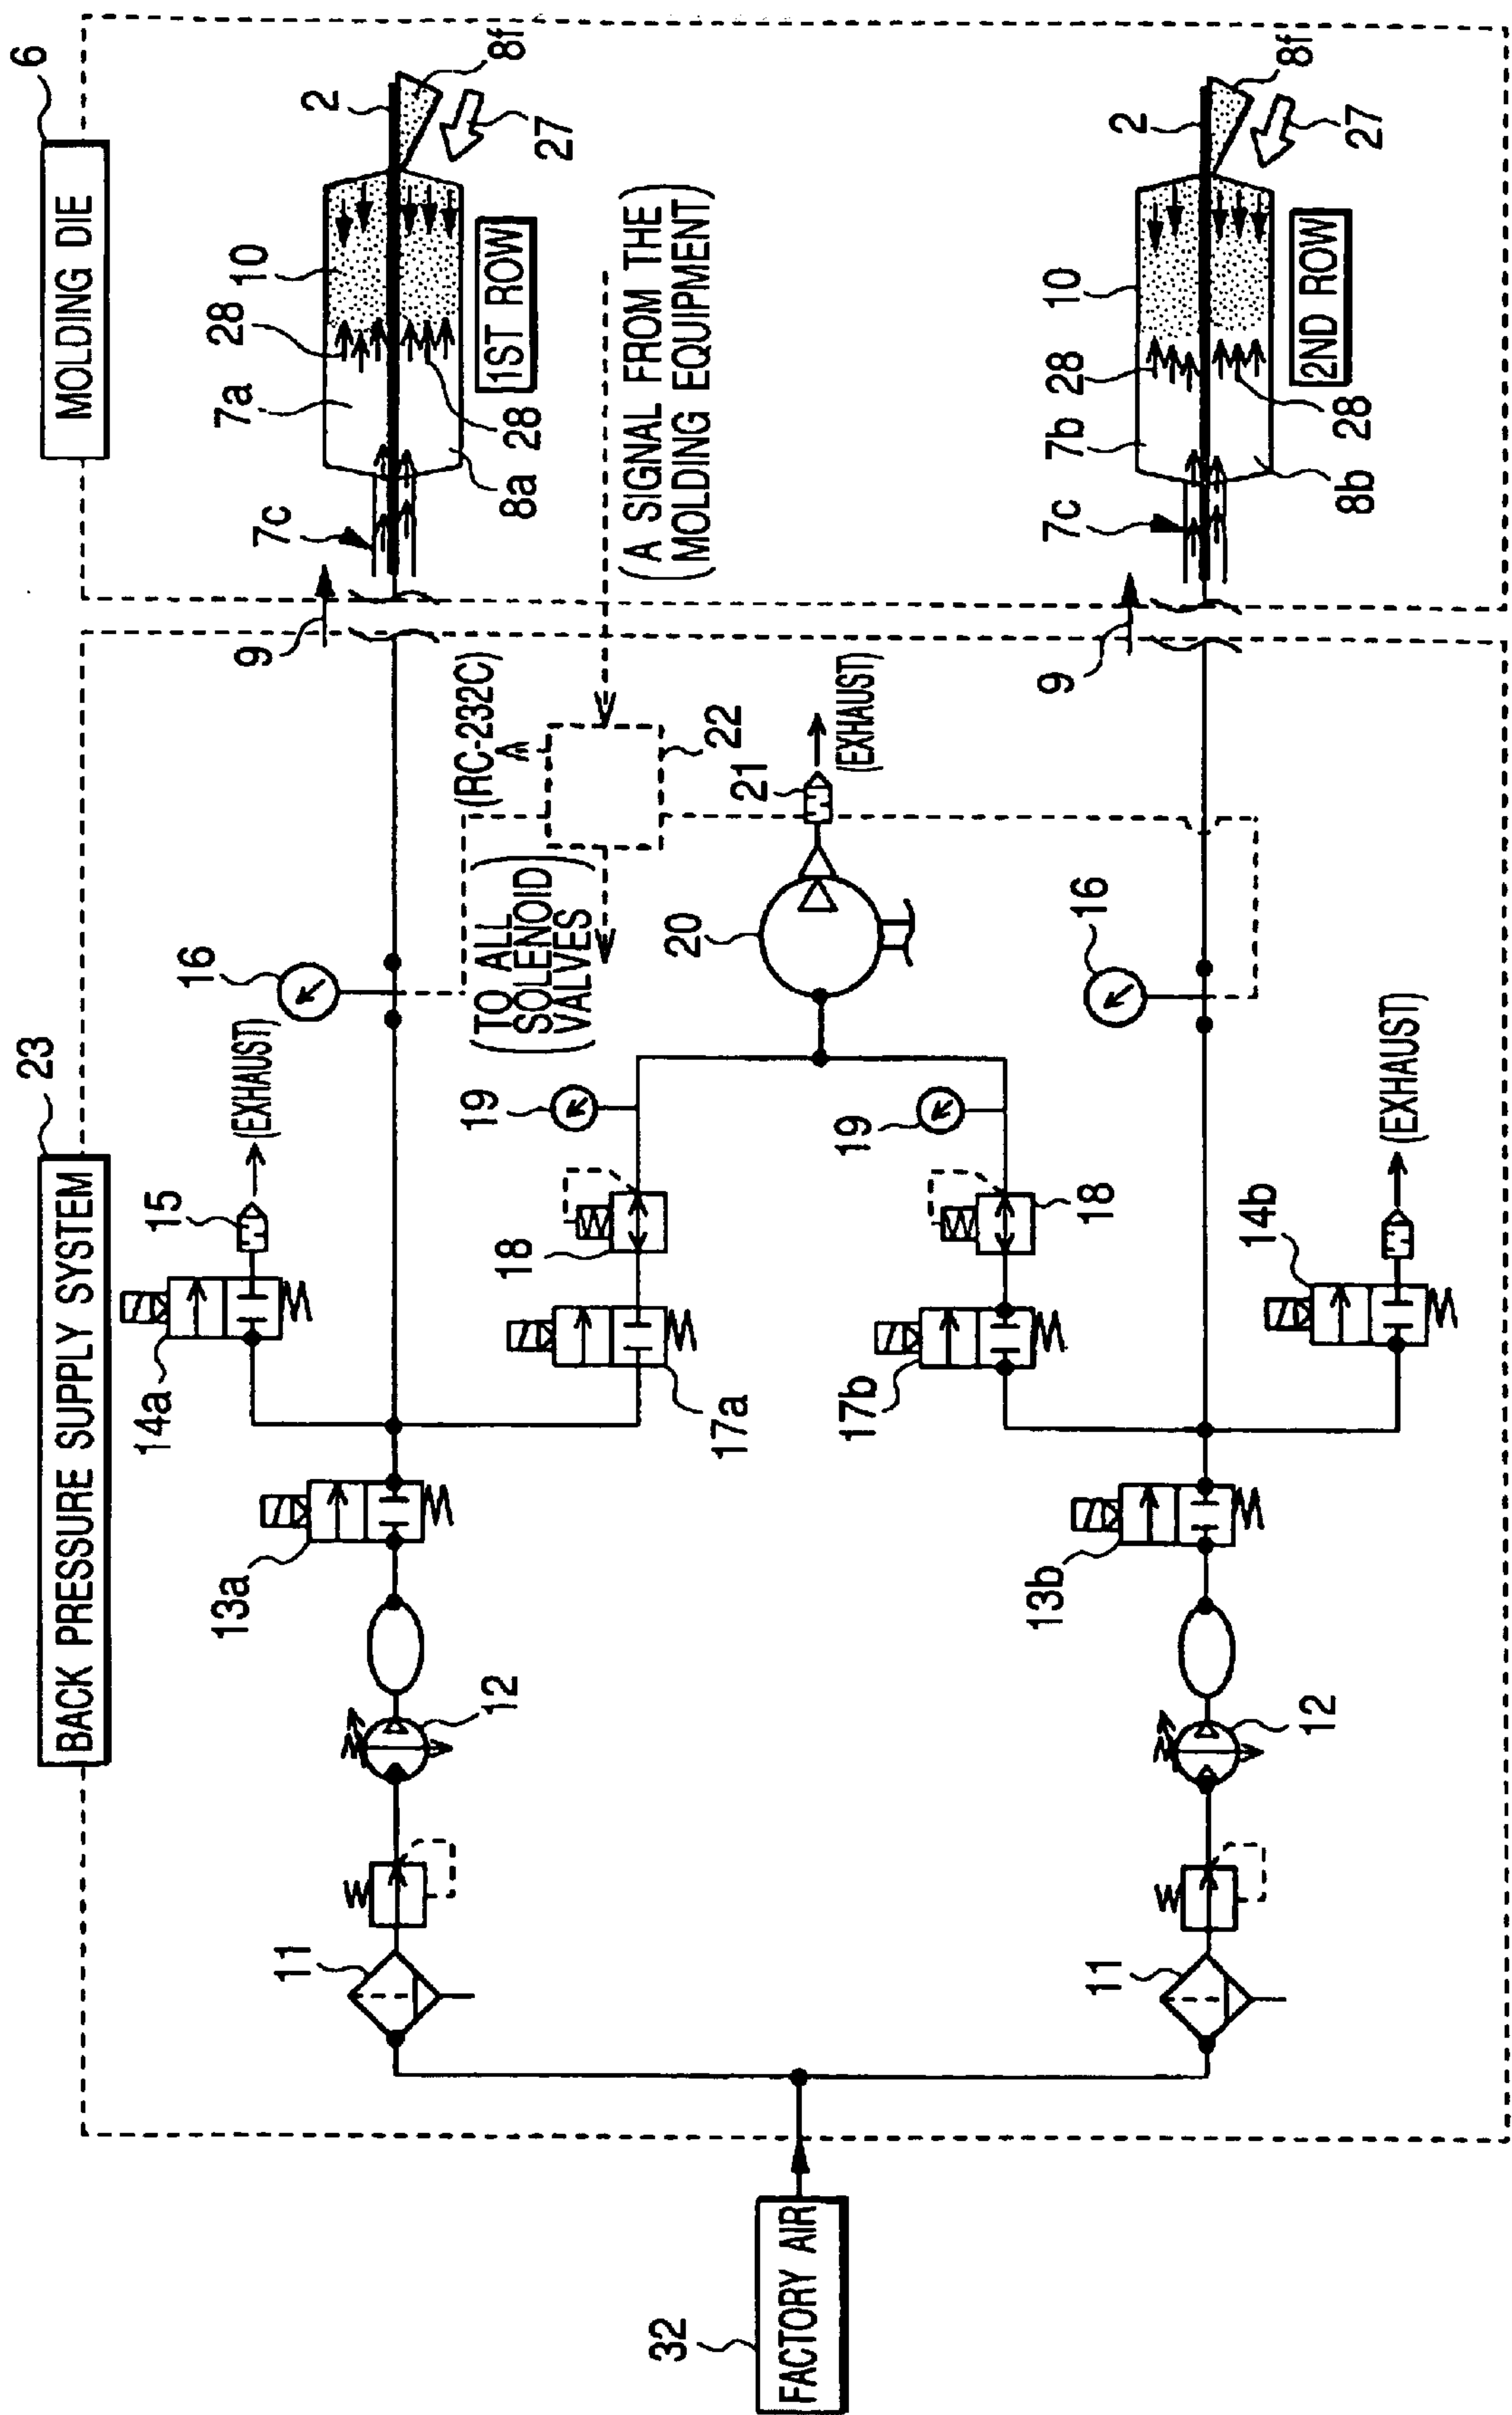 23
BACK PRESSURE SUPPLY SYSTEM
6
MOLDING DIE
32
FACTORY AIR
11
12
13a
14a
15
(EXHAUST)
16
9
7c
7a
28
10
2
8f
27
8a
28
1ST ROW
17a
18
19
(TO ALL
SOLENOID
VALVES)
(RC-232C)
22
(A SIGNAL FROM THE
MOLDING EQUIPMENT)
20
21
(EXHAUST)
17b
18
19
11
12
13b
14b
(EXHAUST)
16
9
7c
7b
28
10
2
8f
27
8b
28
2ND ROW